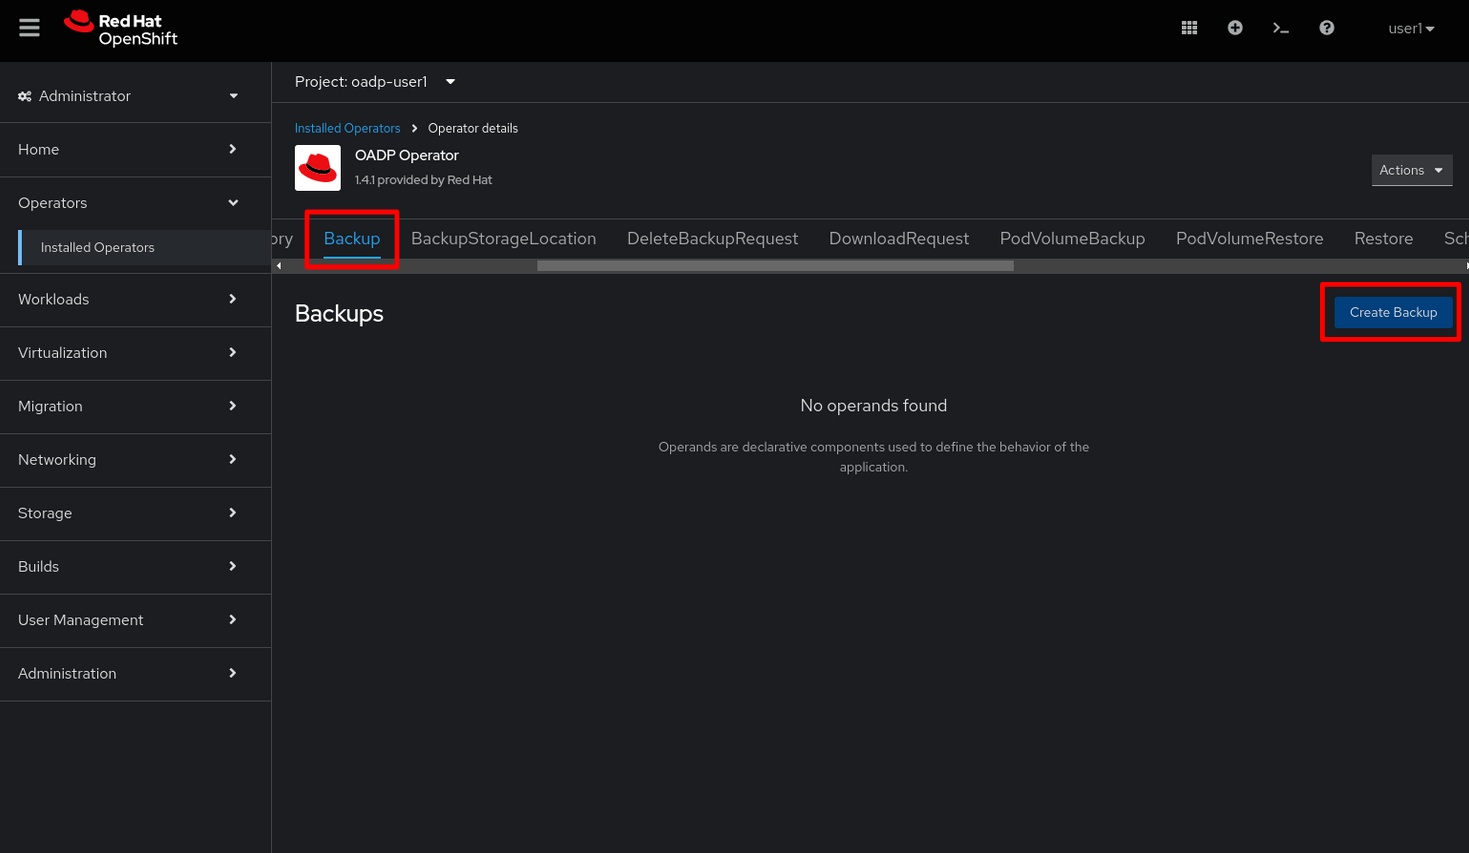 Red Hat
OpenShift
user1
Administrator
Home
Operators
Installed Operators
Workloads
Virtualization
Migration
Networking
Storage
Builds
User Management
Administration
Project: oadp-user1
Installed Operators > Operator details
OADP Operator
1.4.1 provided by Red Hat
Actions
ory Backup BackupStorageLocation DeleteBackupRequest DownloadRequest PodVolumeBackup PodVolumeRestore Restore Sch
Backups
Create Backup
No operands found
Operands are declarative components used to define the behavior of the
application.